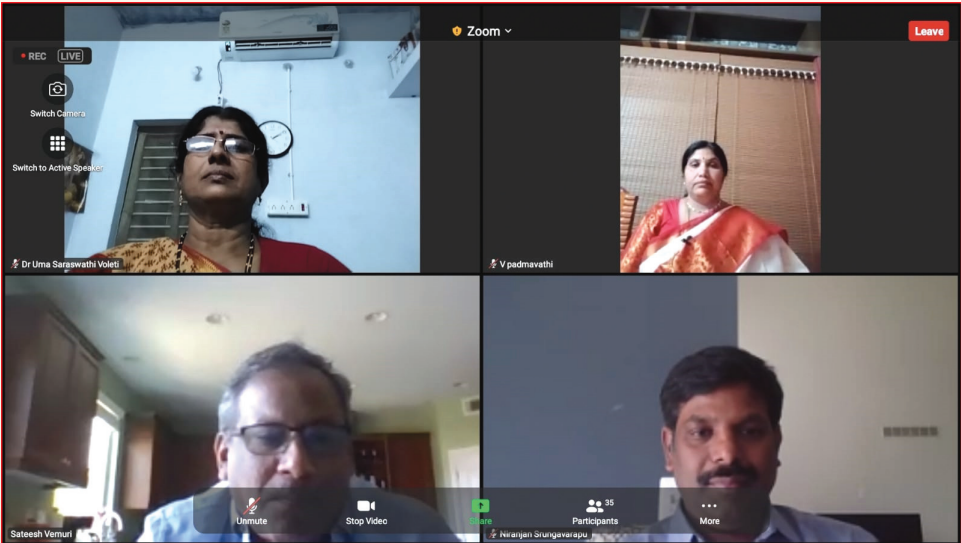 Zoom
Leave
REC LIVE
Switch Camera
Switch to Active Speaker
Dr Uma Saraswathi Voleti
V padmavathi
Unmute
Stop Video
Share
Participants
35
More
Sateesh Vemuri
Niranjan Srungavarapu